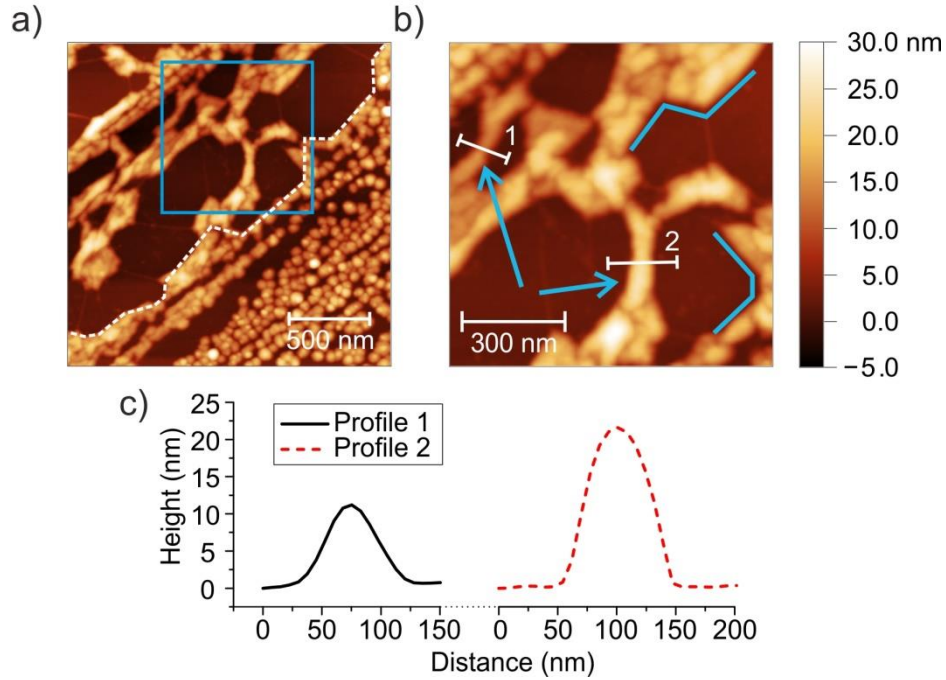 a)
500 nm
b)
1
2
300 nm
30.0 nm
25.0
20.0
15.0
10.0
5.0
0.0
−5.0
c)
Profile 1
Profile 2
Height (nm)
25
20
15
10
5
0
0 50 100 150 0 50 100 150 200
Distance (nm)